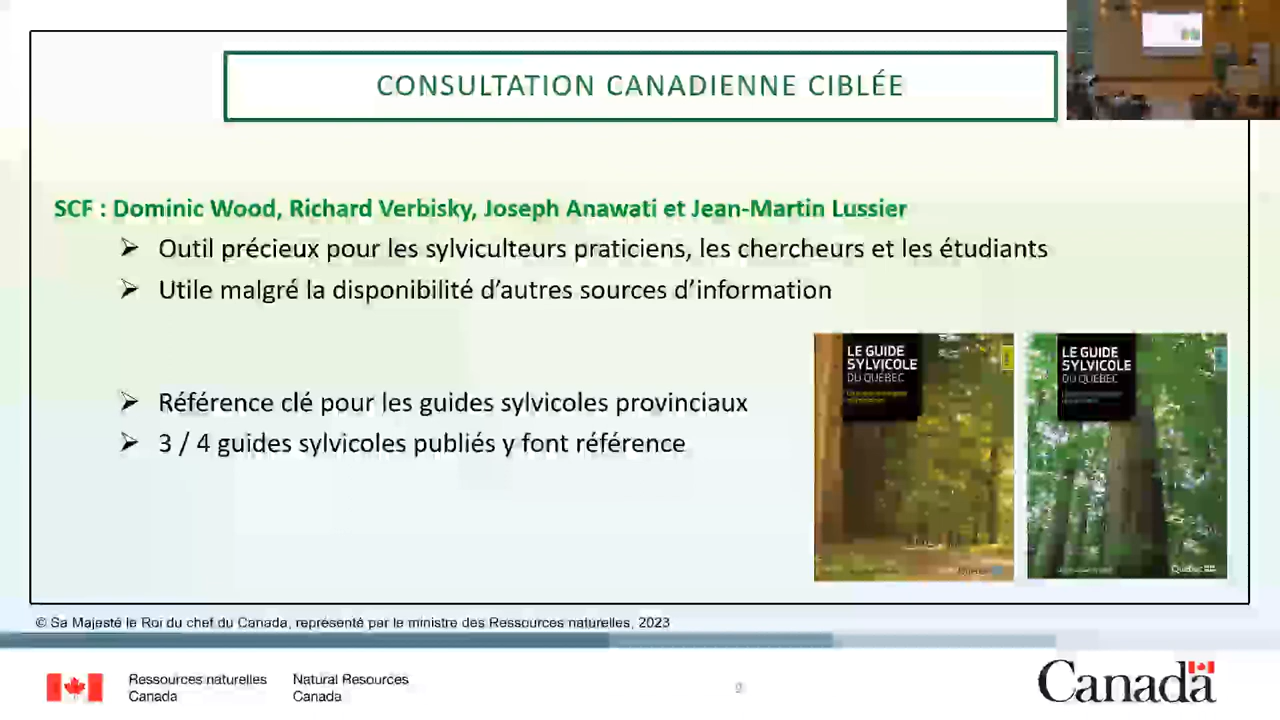 CONSULTATION CANADIENNE CIBLÉE
SCF : Dominic Wood, Richard Verbisky, Joseph Anawati et Jean-Martin Lussier
Outil précieux pour les sylviculteurs praticiens, les chercheurs et les étudiants
Utile malgré la disponibilité d’autres sources d’information
Référence clé pour les guides sylvicoles provinciaux
3 / 4 guides sylvicoles publiés y font référence
LE GUIDE
SYLVICOLE
DU QUÉBEC
LE GUIDE
SYLVICOLE
DU QUÉBEC
Québec
© Sa Majesté le Roi du chef du Canada, représenté par le ministre des Ressources naturelles, 2023
Ressources naturelles
Canada
Natural Resources
Canada
9
Canada